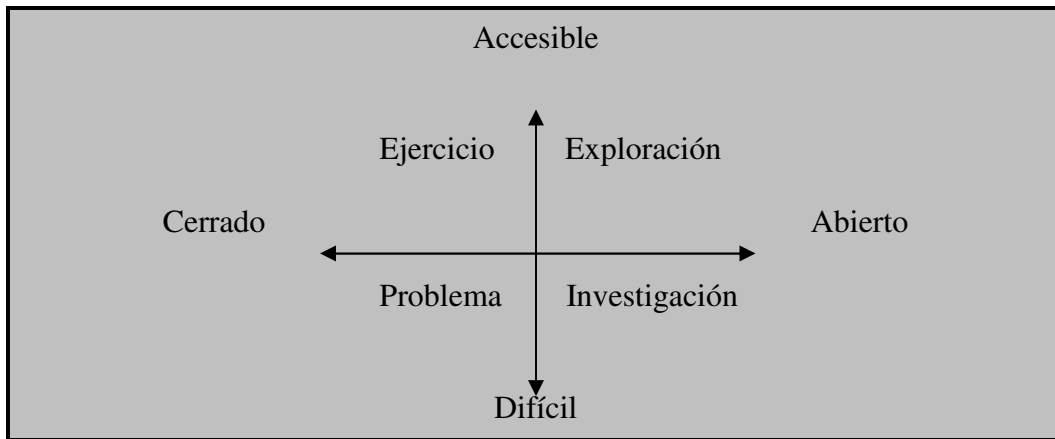 Accesible
Ejercicio Exploración
Cerrado Abierto
Problema Investigación
Difícil